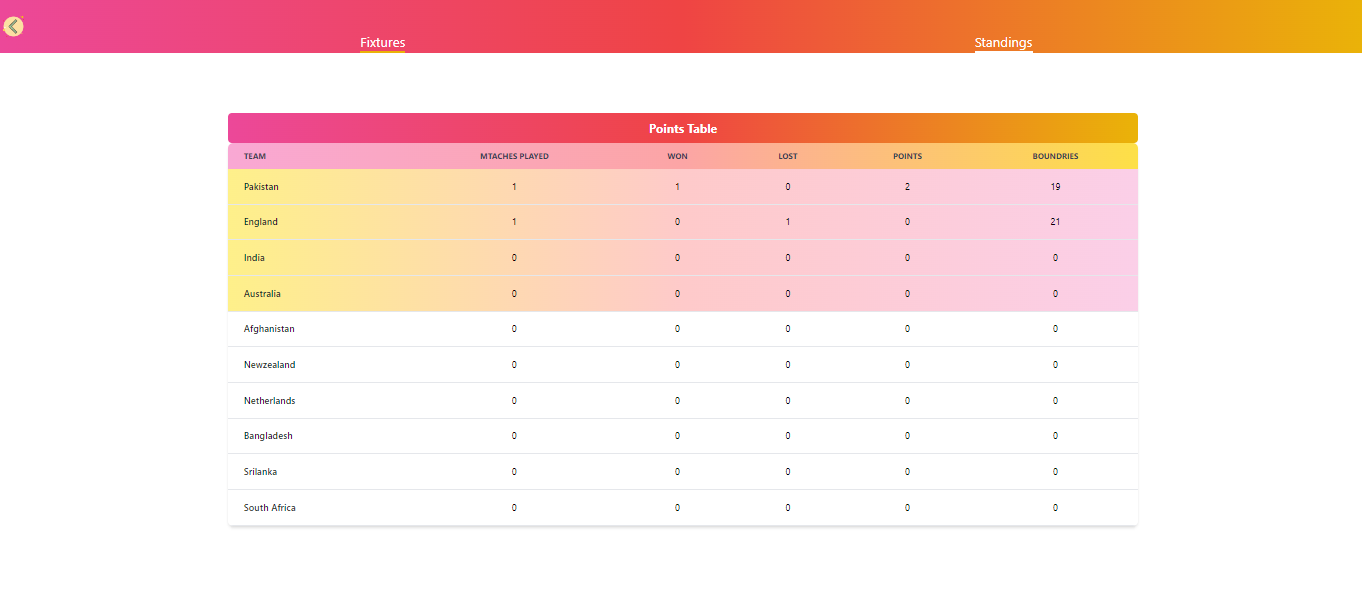 Fixtures Standings
Points Table
TEAM MTACHES PLAYED WON LOST POINTS BOUNDRIES
Pakistan 1 1 0 2 19
England 1 0 1 0 21
India 0 0 0 0 0
Australia 0 0 0 0 0
Afghanistan 0 0 0 0 0
Newzealand 0 0 0 0 0
Netherlands 0 0 0 0 0
Bangladesh 0 0 0 0 0
Srilanka 0 0 0 0 0
South Africa 0 0 0 0 0